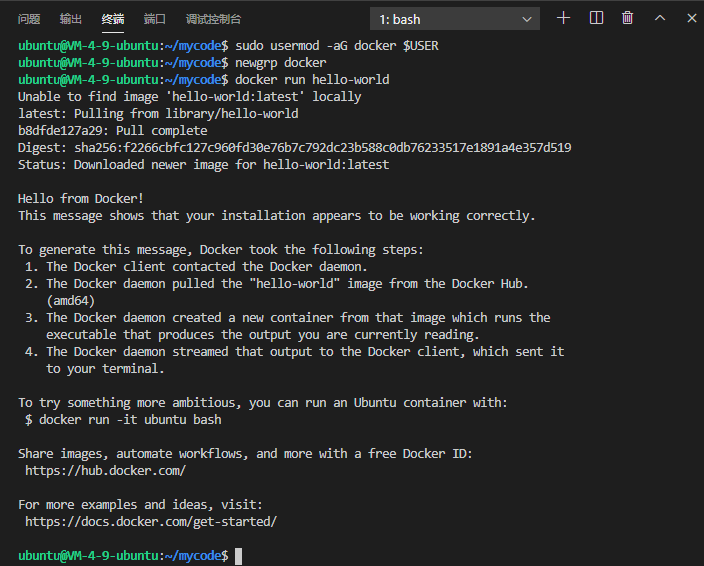 问题 输出 终端 端口 调试控制台 1: bash
ubuntu@VM-4-9-ubuntu:~/mycode$ sudo usermod -aG docker $USER
ubuntu@VM-4-9-ubuntu:~/mycode$ newgrp docker
ubuntu@VM-4-9-ubuntu:~/mycode$ docker run hello-world
Unable to find image 'hello-world:latest' locally
latest: Pulling from library/hello-world
b8dfde127a29: Pull complete
Digest: sha256:f2266cbfc127c960fd30e76b7c792dc23b588c0db76233517e1891a4e357d519
Status: Downloaded newer image for hello-world:latest

Hello from Docker!
This message shows that your installation appears to be working correctly.

To generate this message, Docker took the following steps:
 1. The Docker client contacted the Docker daemon.
 2. The Docker daemon pulled the "hello-world" image from the Docker Hub.
    (amd64)
 3. The Docker daemon created a new container from that image which runs the
    executable that produces the output you are currently reading.
 4. The Docker daemon streamed that output to the Docker client, which sent it
    to your terminal.

To try something more ambitious, you can run an Ubuntu container with:
 $ docker run -it ubuntu bash

Share images, automate workflows, and more with a free Docker ID:
 https://hub.docker.com/

For more examples and ideas, visit:
 https://docs.docker.com/get-started/

ubuntu@VM-4-9-ubuntu:~/mycode$